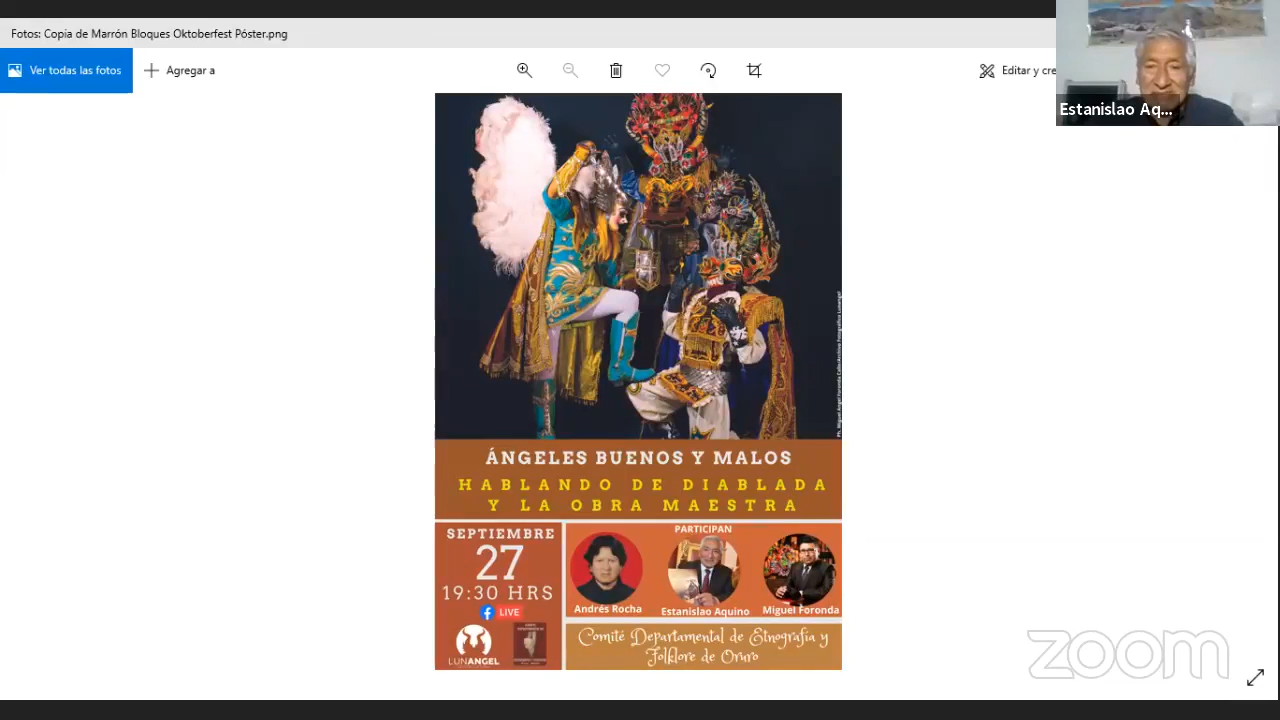 Fotos: Copia de Marrón Bloques Oktoberfest Póster.png
Ver todas las fotos
Agregar a
Editar y cre
Estanislao Aq...
ÁNGELES BUENOS Y MALOS
HABLANDO DE DIABLADA
Y LA OBRA MAESTRA
SEPTIEMBRE
27
19:30 HRS
LIVE
LUNANGEL
PARTICIPAN
Andrés Rocha
Estanislao Aquino
Miguel Foronda
Comité Departamental de Etnografia y
Folklore de Oruro
zoom